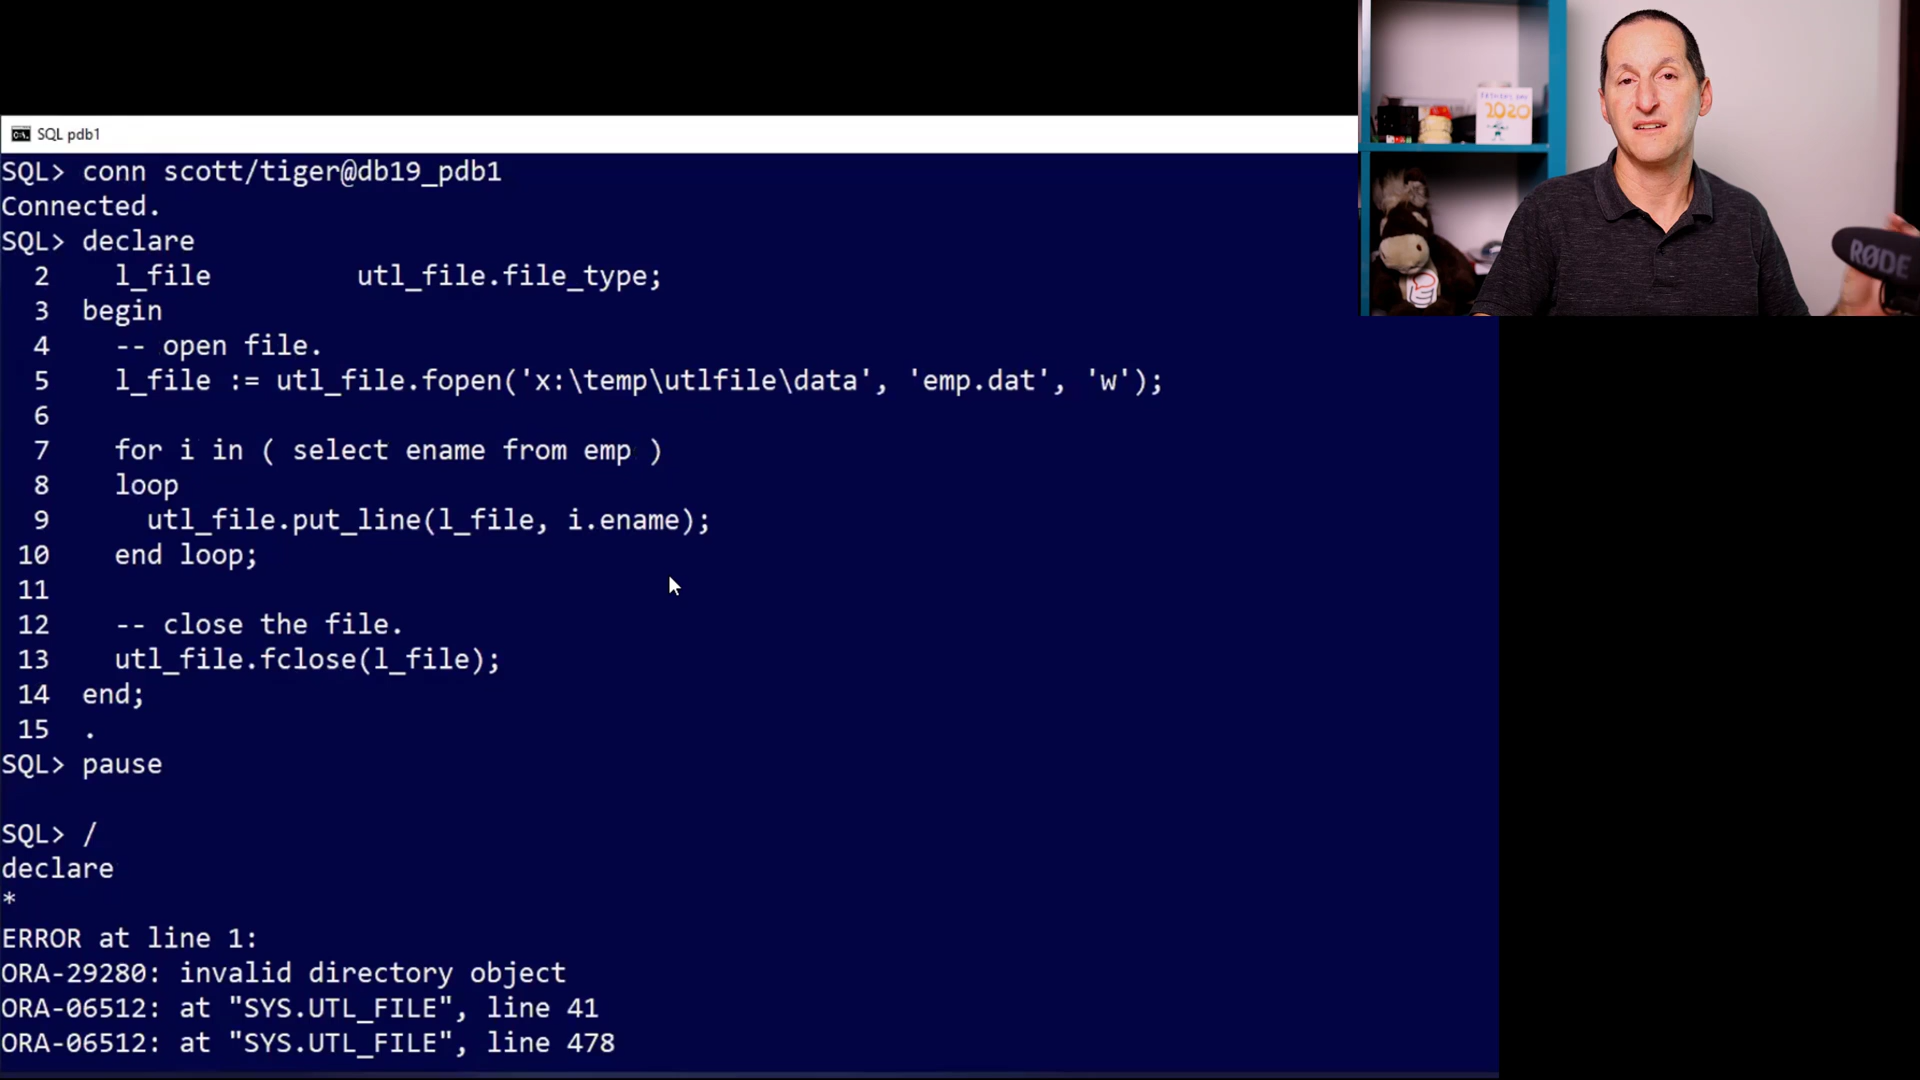 SQL pdb1
SQL> conn scott/tiger@db19_pdb1
Connected.
SQL> declare
  2    l_file         utl_file.file_type;
  3  begin
  4    -- open file.
  5    l_file := utl_file.fopen('x:\temp\utlfile\data', 'emp.dat', 'w');
  6
  7    for i in ( select ename from emp )
  8    loop
  9      utl_file.put_line(l_file, i.ename);
 10    end loop;
 11
 12    -- close the file.
 13    utl_file.fclose(l_file);
 14  end;
 15  .
SQL> pause
SQL> /
declare
*
ERROR at line 1:
ORA-29280: invalid directory object
ORA-06512: at "SYS.UTL_FILE", line 41
ORA-06512: at "SYS.UTL_FILE", line 478
2020
RØDE